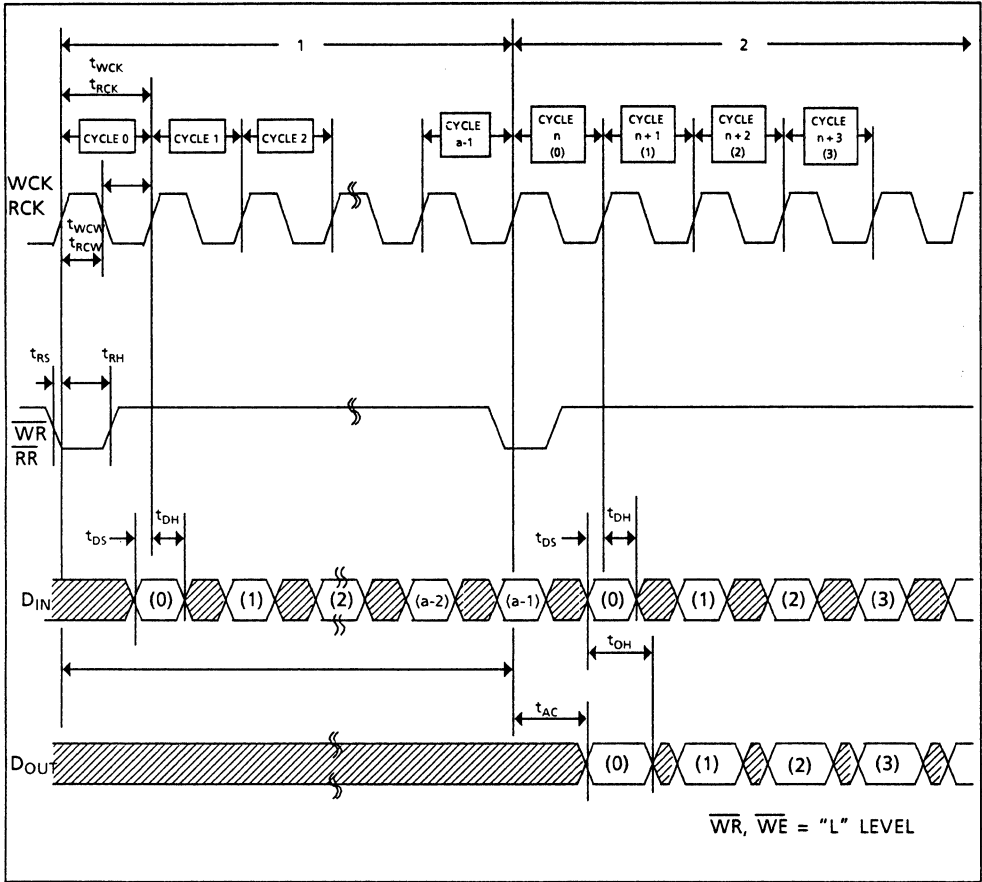 1 2
tWCK
tRCK
CYCLE 0 CYCLE 1 CYCLE 2 CYCLE a-1 CYCLE n (0) CYCLE n+1 (1) CYCLE n+2 (2) CYCLE n+3 (3)
WCK
RCK
tWCW
tRCW
tRS tRH
WR
RR
tDS tDH tDS tDH
DIN (0) (1) (2) (a-2) (a-1) (0) (1) (2) (3)
tOH
tAC
DOUT (0) (1) (2) (3)
WR, WE = "L" LEVEL